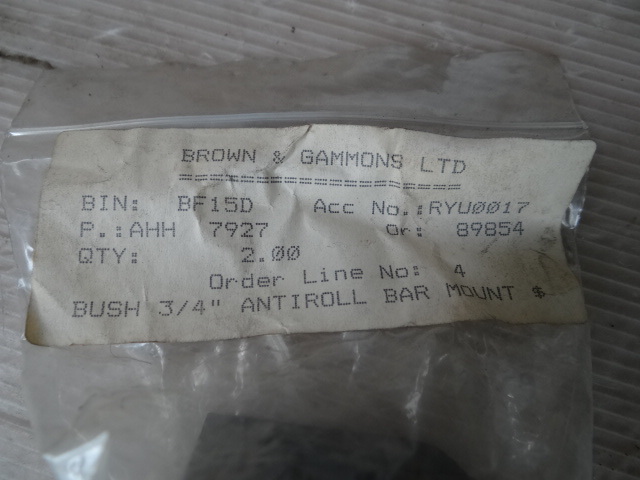 BROWN & GAMMONS LTD
====================
BIN: BF15D Acc No.:RYU0017
P.:AHH 7927 Or: 89854
QTY: 2.00
Order Line No: 4
BUSH 3/4" ANTIROLL BAR MOUNT $